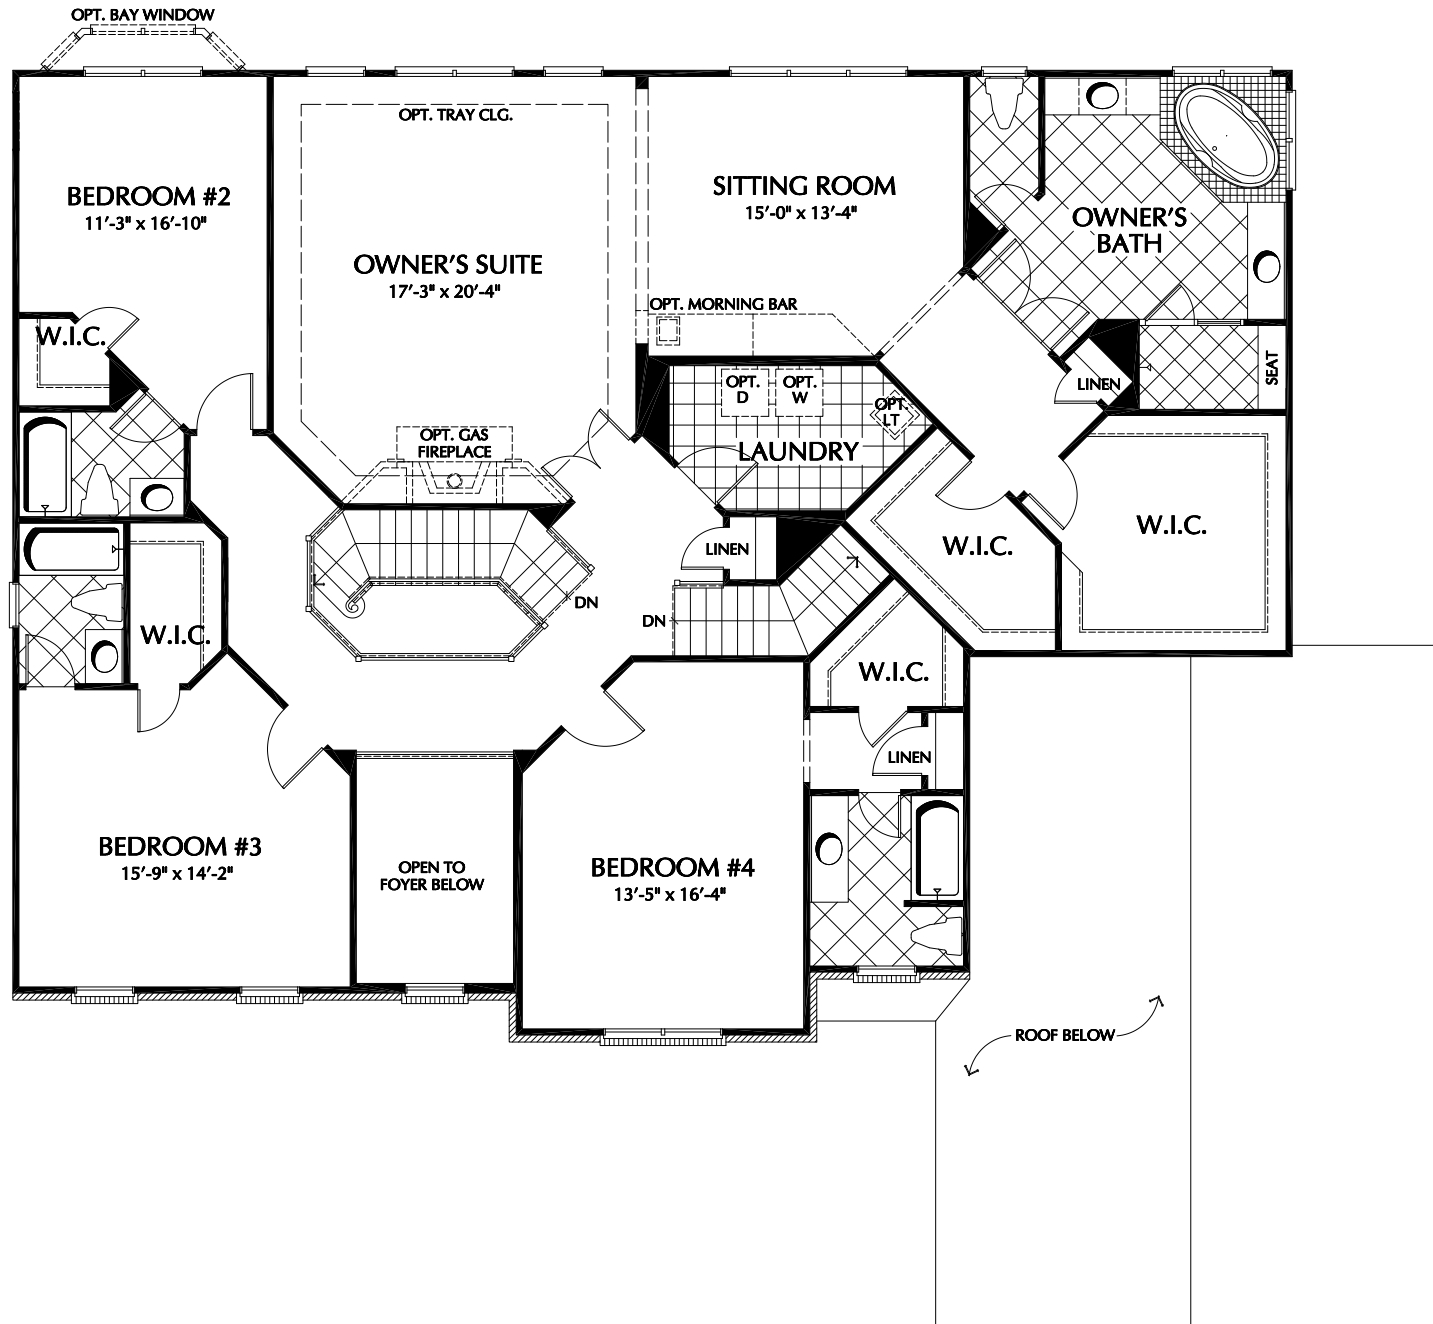 OPT. BAY WINDOW
OPT. TRAY CLG.
BEDROOM #2
11'-3" x 16'-10"
SITTING ROOM
15'-0" x 13'-4"
OWNER'S
BATH
OWNER'S SUITE
17'-3" x 20'-4"
OPT. MORNING BAR
W.I.C.
SEAT
LINEN
OPT.
D
OPT.
W
OPT.
LT
OPT. GAS
FIREPLACE
LAUNDRY
W.I.C.
W.I.C.
LINEN
DN
DN
W.I.C.
W.I.C.
LINEN
BEDROOM #3
15'-9" x 14'-2"
OPEN TO
FOYER BELOW
BEDROOM #4
13'-5" x 16'-4"
ROOF BELOW